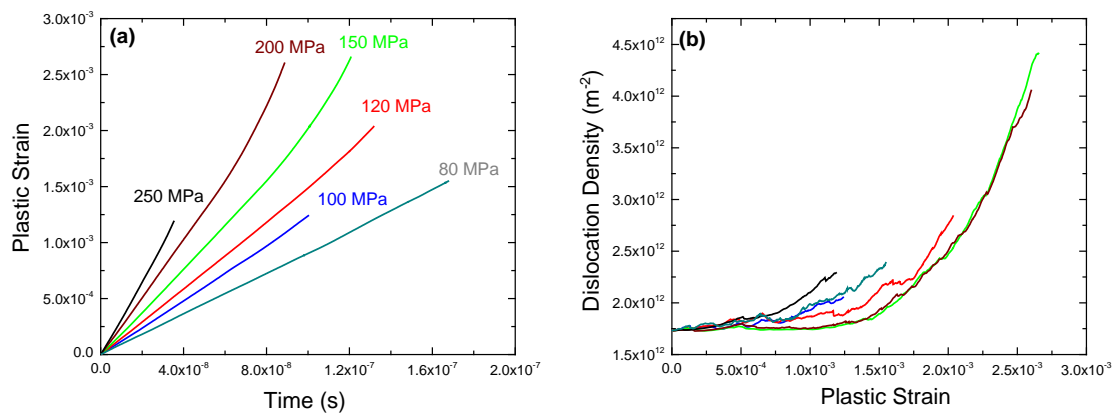 (a)
3.0x10⁻³
2.5x10⁻³
2.0x10⁻³
1.5x10⁻³
1.0x10⁻³
5.0x10⁻⁴
0.0
Plastic Strain
200 MPa
150 MPa
120 MPa
80 MPa
250 MPa
100 MPa
0.0
4.0x10⁻⁸
8.0x10⁻⁸
1.2x10⁻⁷
1.6x10⁻⁷
2.0x10⁻⁷
Time (s)
(b)
4.5x10¹²
4.0x10¹²
3.5x10¹²
3.0x10¹²
2.5x10¹²
2.0x10¹²
1.5x10¹²
Dislocation Density (m⁻²)
0.0
5.0x10⁻⁴
1.0x10⁻³
1.5x10⁻³
2.0x10⁻³
2.5x10⁻³
3.0x10⁻³
Plastic Strain